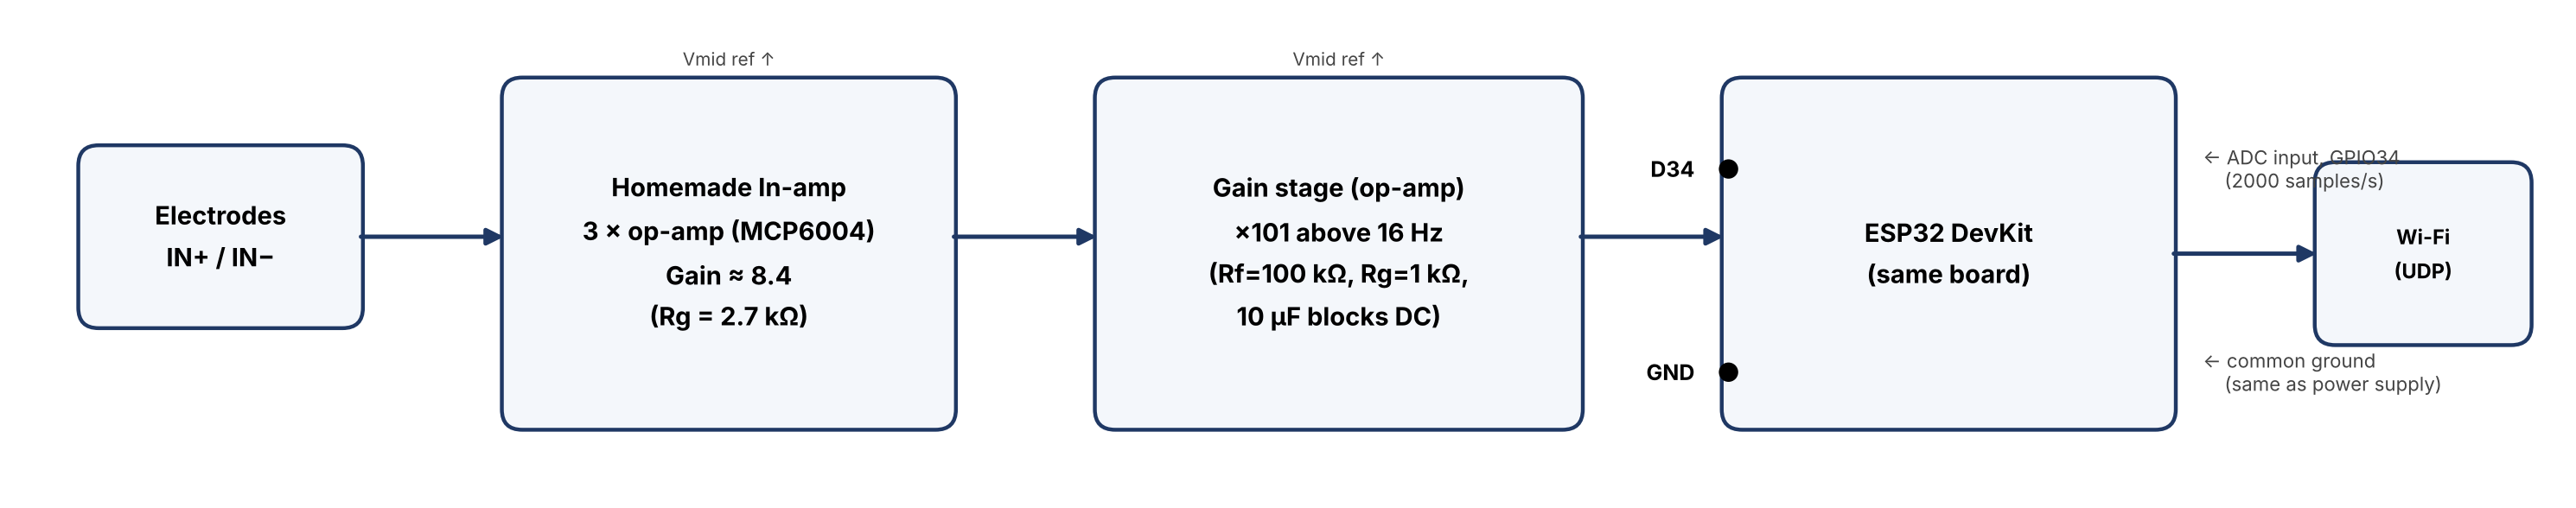 Vmid ref ↑
Vmid ref ↑
Electrodes
IN+ / IN−
Homemade In-amp
3 × op-amp (MCP6004)
Gain ≈ 8.4
(Rg = 2.7 kΩ)
Gain stage (op-amp)
×101 above 16 Hz
(Rf=100 kΩ, Rg=1 kΩ,
10 µF blocks DC)
D34
GND
ESP32 DevKit
(same board)
← ADC input, GPIO34
(2000 samples/s)
Wi-Fi
(UDP)
← common ground
(same as power supply)